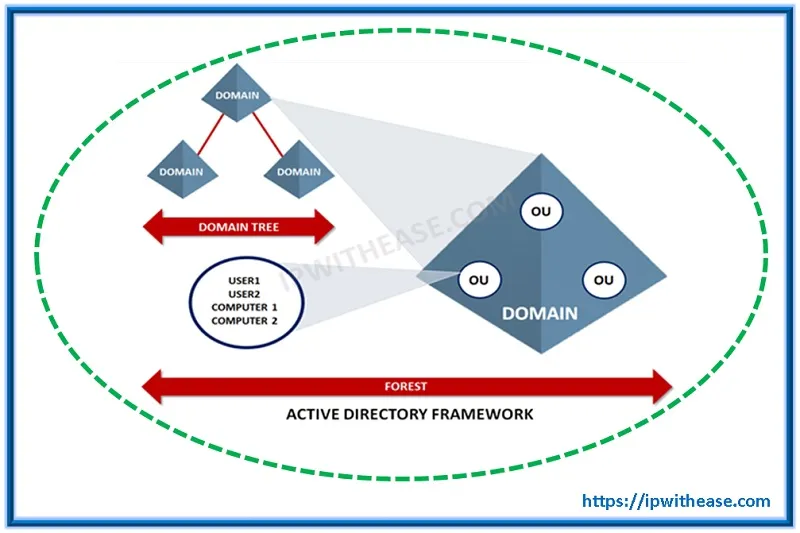 DOMAIN
DOMAIN
DOMAIN
DOMAIN TREE
IPWITHEASE.COM
OU
OU
OU
DOMAIN
USER1
USER2
COMPUTER 1
COMPUTER 2
FOREST
ACTIVE DIRECTORY FRAMEWORK
https://ipwithease.com